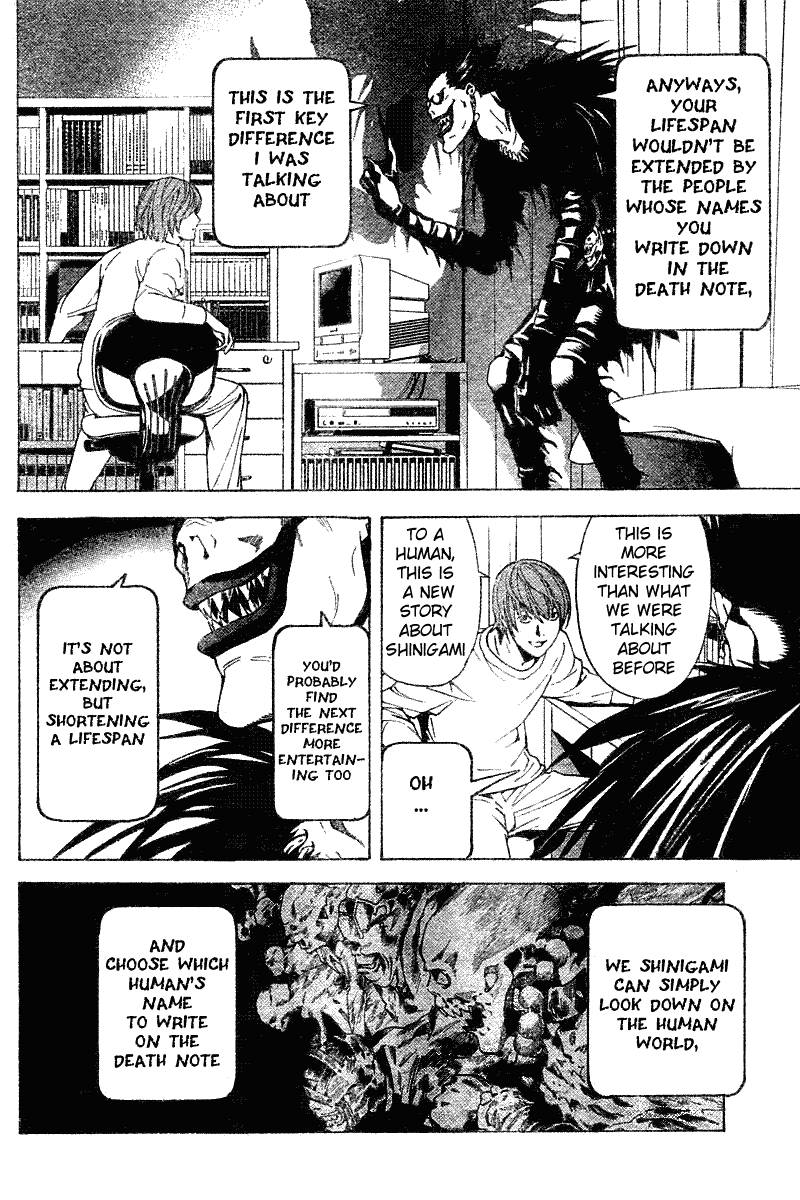 ANYWAYS,
YOUR
LIFESPAN
WOULDN'T BE
EXTENDED BY
THE PEOPLE
WHOSE NAMES
YOU
WRITE DOWN
IN THE
DEATH NOTE,
THIS IS THE
FIRST KEY
DIFFERENCE
I WAS
TALKING
ABOUT
THIS IS
MORE
INTERESTING
THAN WHAT
WE WERE
TALKING
ABOUT
BEFORE
TO A
HUMAN,
THIS IS
A NEW
STORY
ABOUT
SHINIGAMI
OH
...
YOU'D
PROBABLY
FIND
THE NEXT
DIFFERENCE
MORE
ENTERTAIN-
ING TOO
IT'S NOT
ABOUT
EXTENDING,
BUT
SHORTENING
A LIFESPAN
WE SHINIGAMI
CAN SIMPLY
LOOK DOWN ON
THE HUMAN
WORLD,
AND
CHOOSE WHICH
HUMAN'S
NAME
TO WRITE
ON THE
DEATH NOTE